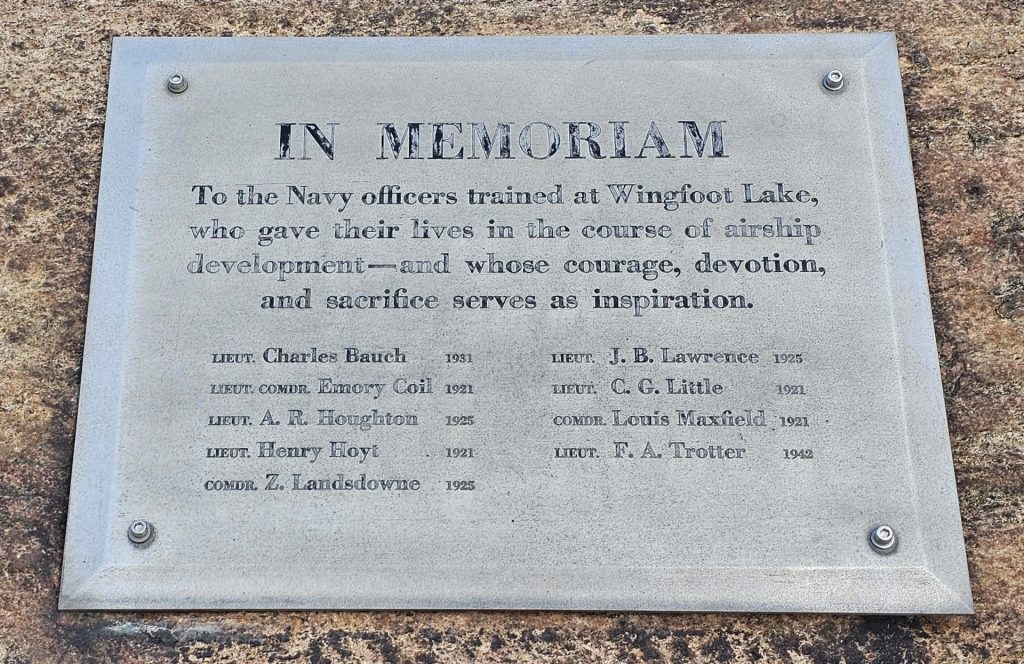 IN MEMORIAM
To the Navy officers trained at Wingfoot Lake,
who gave their lives in the course of airship
development—and whose courage, devotion,
and sacrifice serves as inspiration.
LIEUT. Charles Bauch 1931
LIEUT. COMDR. Emory Coil 1921
LIEUT. A. R. Houghton 1925
LIEUT. Henry Hoyt 1921
COMDR. Z. Landsdowne 1925
LIEUT. J. B. Lawrence 1925
LIEUT. C. G. Little 1921
COMDR. Louis Maxfield 1921
LIEUT. F. A. Trotter 1942